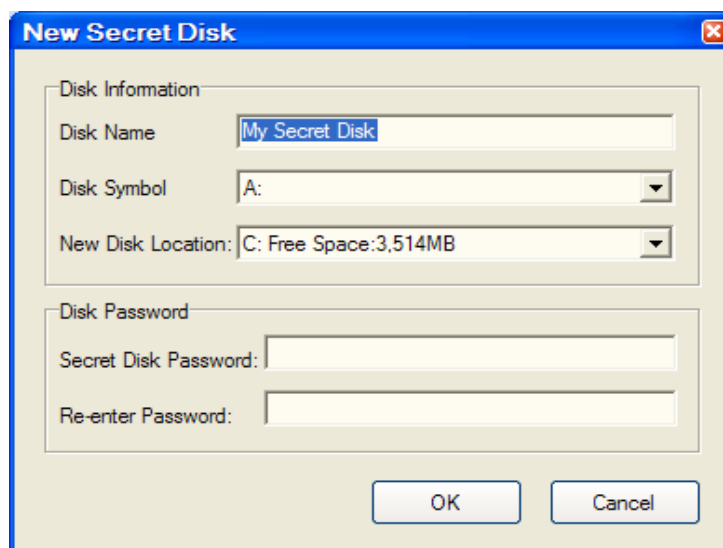 New Secret Disk
Disk Information
Disk Name My Secret Disk
Disk Symbol A:
New Disk Location: C: Free Space:3,514MB
Disk Password
Secret Disk Password:
Re-enter Password:
OK Cancel